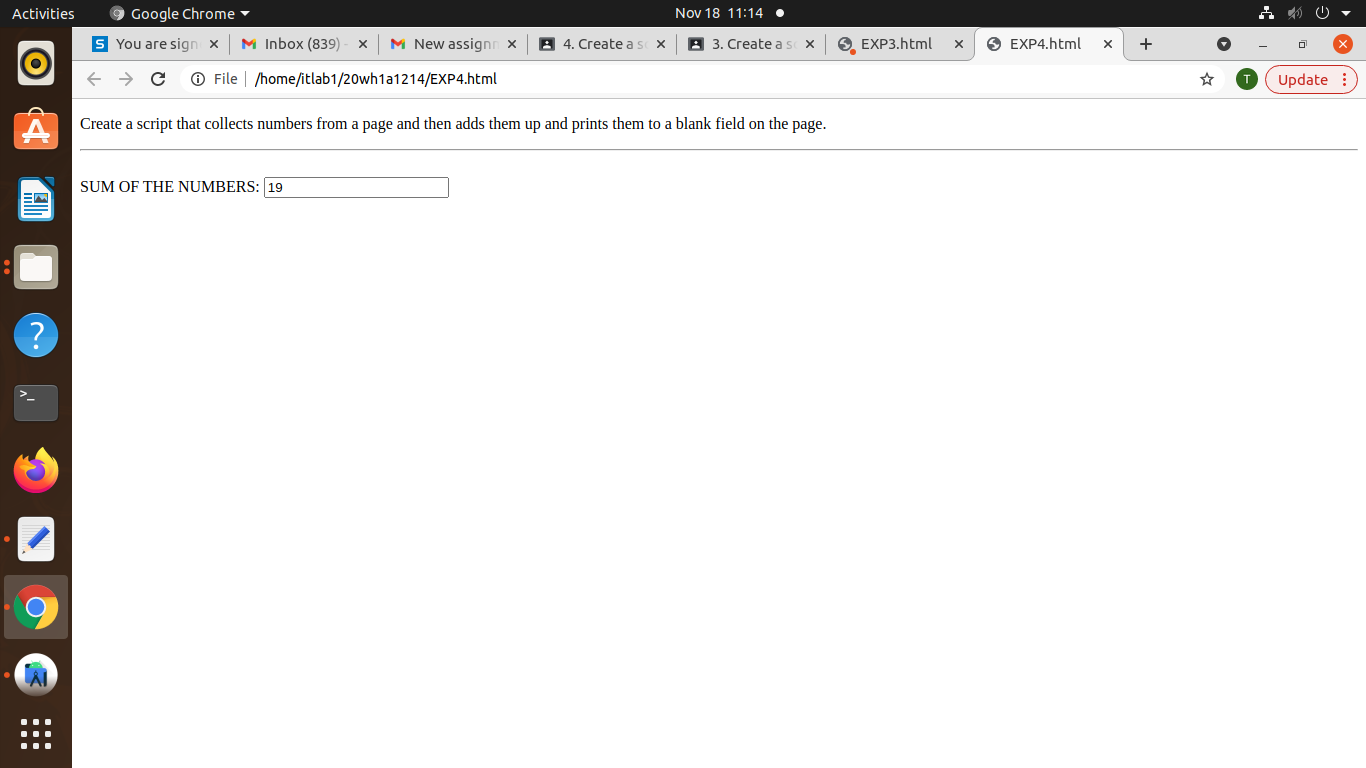 Activities
Google Chrome
Nov 18 11:14
You are sign
Inbox (839) -
New assignm
4. Create a sc
3. Create a sc
EXP3.html
EXP4.html
File
/home/itlab1/20wh1a1214/EXP4.html
T
Update
Create a script that collects numbers from a page and then adds them up and prints them to a blank field on the page.
SUM OF THE NUMBERS: 19